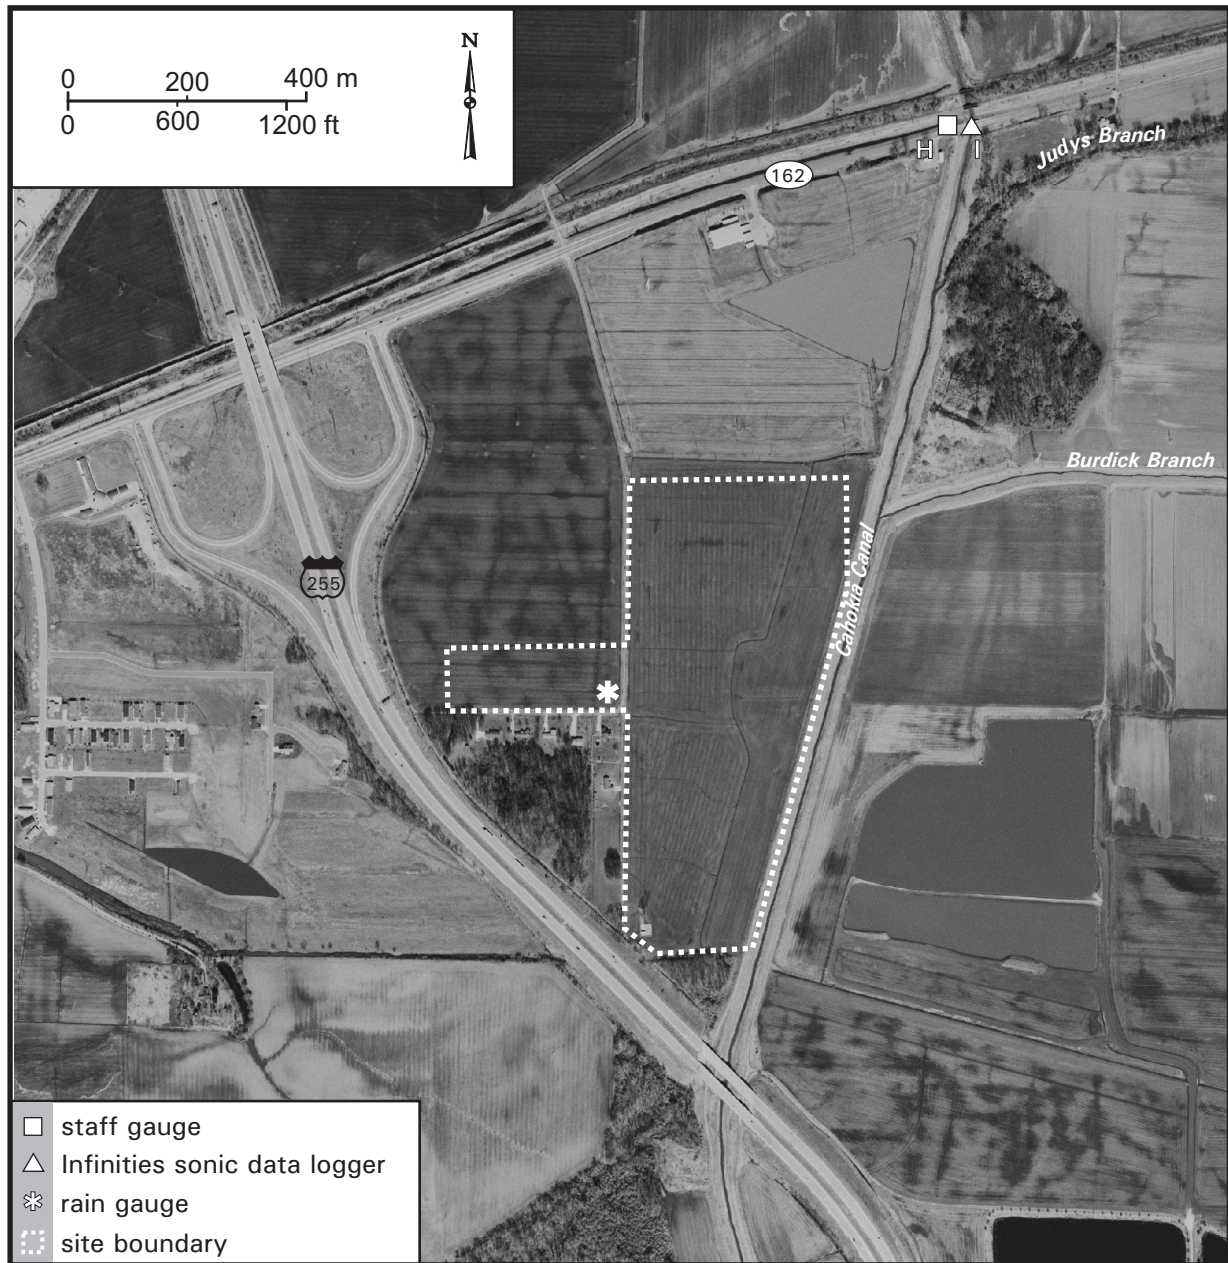 N
0 200 400 m
0 600 1200 ft
H I
Judys Branch
162
Burdick Branch
Cahokia Canal
255
staff gauge
Infinities sonic data logger
rain gauge
site boundary